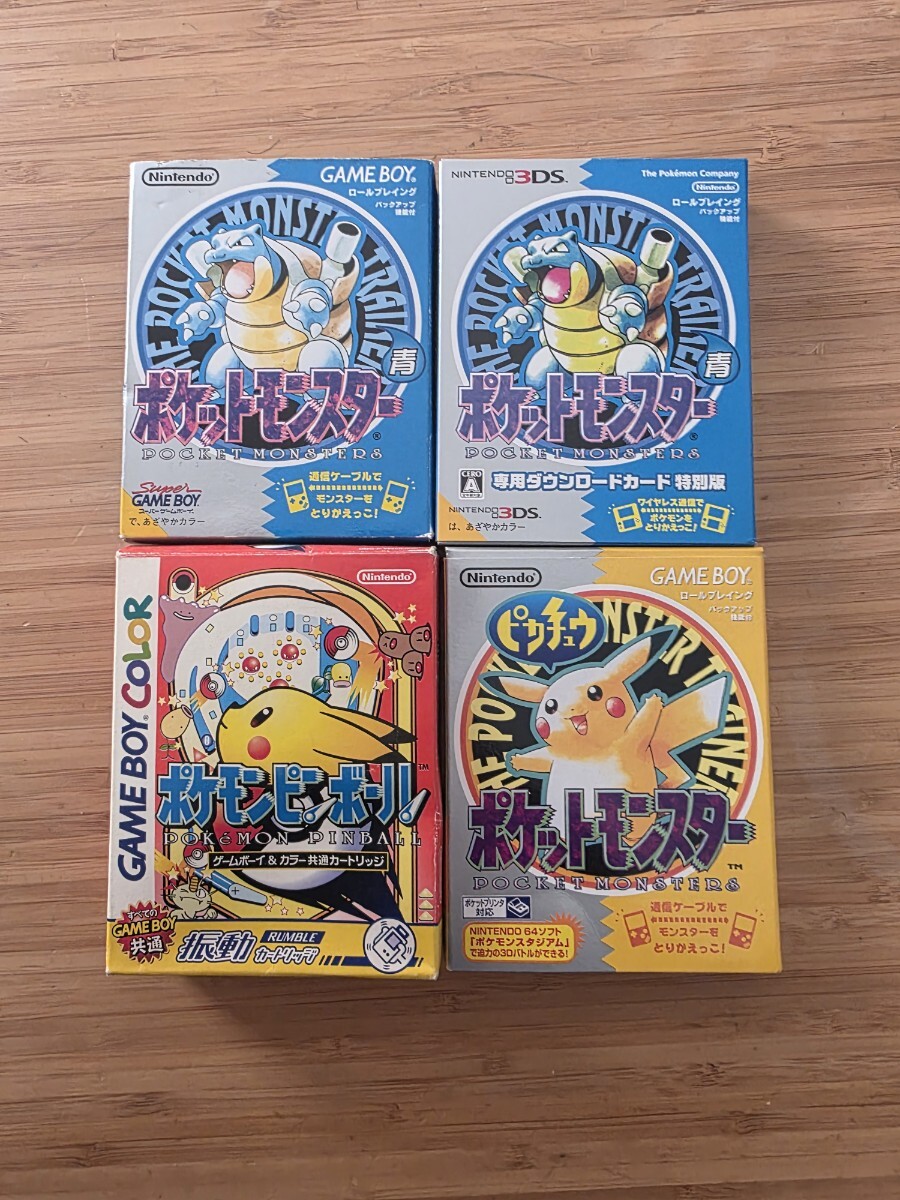 Nintendo
GAME BOY
ロールプレイング
バックアップ
機能付
THE POCKET MONSTER TRAINER
青
ポケットモンスター®
POCKET MONSTERS
Super
GAME BOY
スーパーゲームボーイ
で、あざやかカラー
通信ケーブルで
モンスターを
とりかえっこ!
NINTENDO 3DS™
The Pokémon Company
Nintendo
ロールプレイング
バックアップ
機能付
THE POCKET MONSTER TRAINER
青
ポケットモンスター®
POCKET MONSTERS
CERO
A
専用ダウンロードカード 特別版
NINTENDO 3DS™
は、あざやかカラー
ワイヤレス通信で
ポケモンを
とりかえっこ!
GAME BOY COLOR
Nintendo
ポケモンピンボール™
POKéMON PINBALL
ゲームボーイ&カラー共通カートリッジ
すべての
GAME BOY
共通
振動
RUMBLE
カートリッジ
Nintendo
GAME BOY
ロールプレイング
バックアップ
機能付
ピカチュウ
THE POCKET MONSTER TRAINER
ポケットモンスター™
POCKET MONSTERS
ポケットプリンタ
対応
NINTENDO 64ソフト
「ポケモンスタジアム」
で迫力の3Dバトルができる!
通信ケーブルで
モンスターを
とりかえっこ!